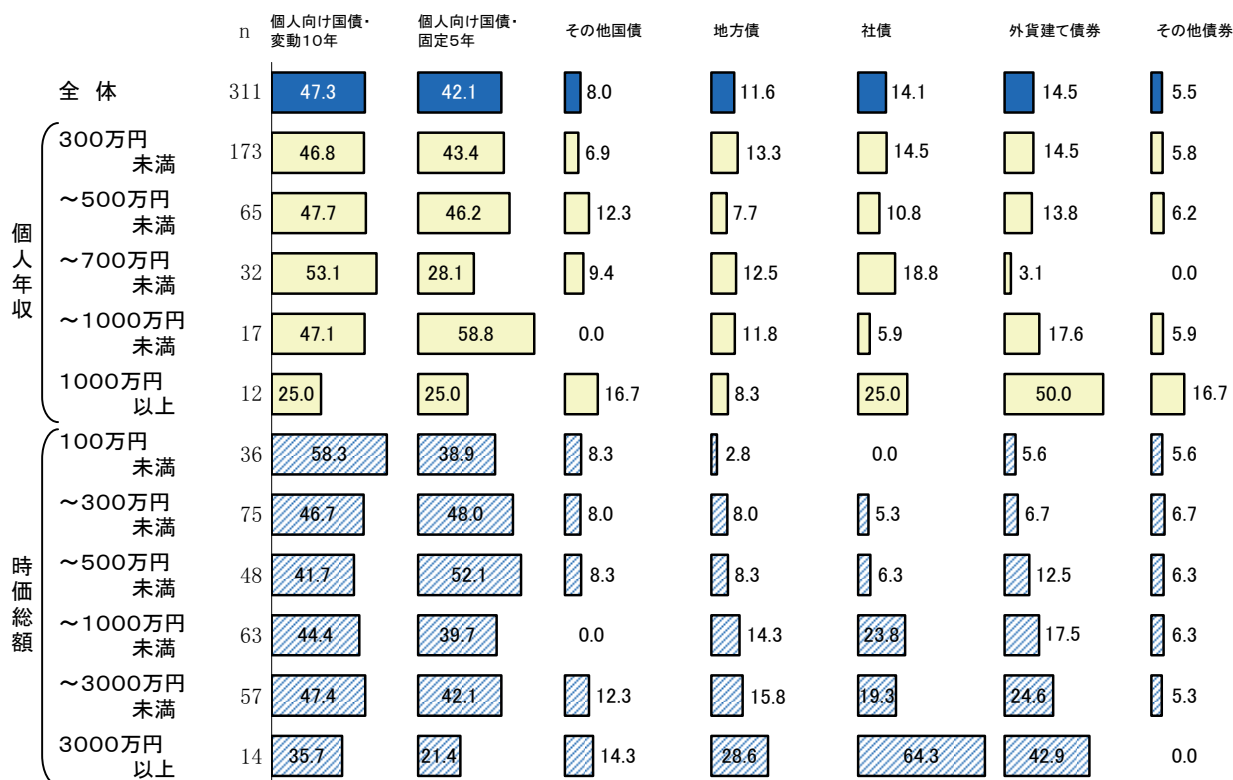 n 個人向け国債・変動10年 個人向け国債・固定5年 その他国債 地方債 社債 外貨建て債券 その他債券
全 体 311 47.3 42.1 8.0 11.6 14.1 14.5 5.5
個人年収
300万円未満 173 46.8 43.4 6.9 13.3 14.5 14.5 5.8
～500万円未満 65 47.7 46.2 12.3 7.7 10.8 13.8 6.2
～700万円未満 32 53.1 28.1 9.4 12.5 18.8 3.1 0.0
～1000万円未満 17 47.1 58.8 0.0 11.8 5.9 17.6 5.9
1000万円以上 12 25.0 25.0 16.7 8.3 25.0 50.0 16.7
時価総額
100万円未満 36 58.3 38.9 8.3 2.8 0.0 5.6 5.6
～300万円未満 75 46.7 48.0 8.0 8.0 5.3 6.7 6.7
～500万円未満 48 41.7 52.1 8.3 8.3 6.3 12.5 6.3
～1000万円未満 63 44.4 39.7 0.0 14.3 23.8 17.5 6.3
～3000万円未満 57 47.4 42.1 12.3 15.8 19.3 24.6 5.3
3000万円以上 14 35.7 21.4 14.3 28.6 64.3 42.9 0.0